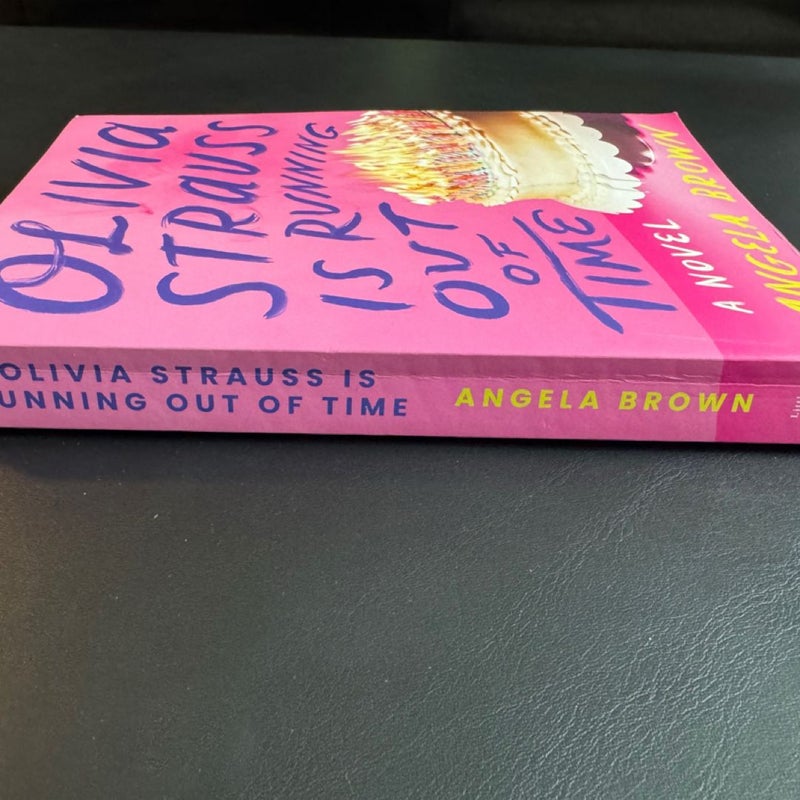 OLIVIA
STRAUSS
IS RUNNING
OUT
OF
TIME
A NOVEL
ANGELA BROWN
OLIVIA STRAUSS IS
UNNING OUT OF TIME
ANGELA BROWN